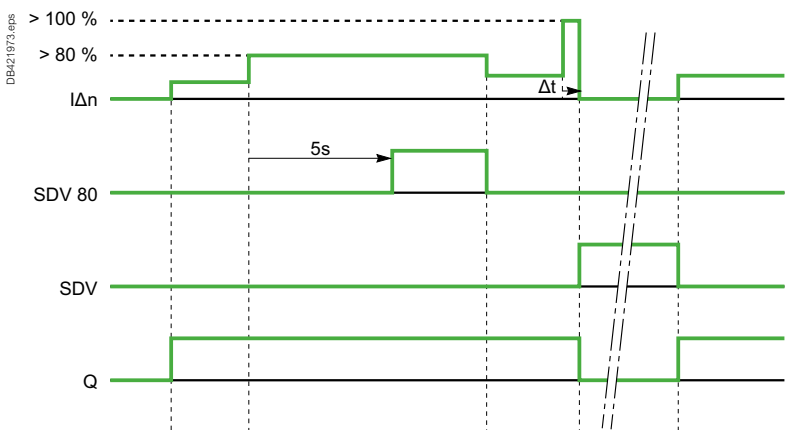 DB421973.eps
> 100 %
> 80 %
IΔn
Δt
5s
SDV 80
SDV
Q